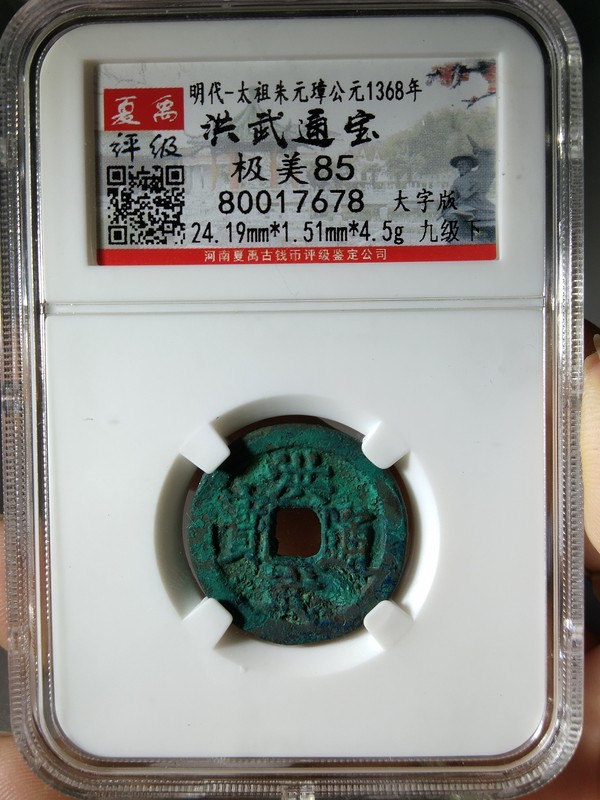 明代-太祖朱元璋公元1368年
夏禹
评级
洪武通宝
极美85
80017678 大字版
24.19mm*1.51mm*4.5g 九级下
河南夏禹古钱币评级鉴定公司
洪
寶 通
武